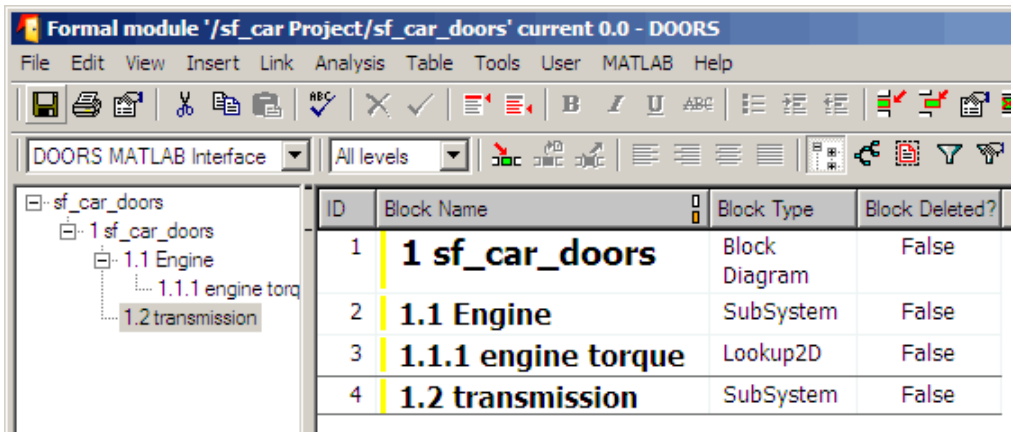 Formal module '/sf_car Project/sf_car_doors' current 0.0 - DOORS
File Edit View Insert Link Analysis Table Tools User MATLAB Help
ABC B I U ABC
DOORS MATLAB Interface All levels
sf_car_doors
1 sf_car_doors
1.1 Engine
1.1.1 engine torq
1.2 transmission
ID Block Name Block Type Block Deleted?
1 1 sf_car_doors Block Diagram False
2 1.1 Engine SubSystem False
3 1.1.1 engine torque Lookup2D False
4 1.2 transmission SubSystem False